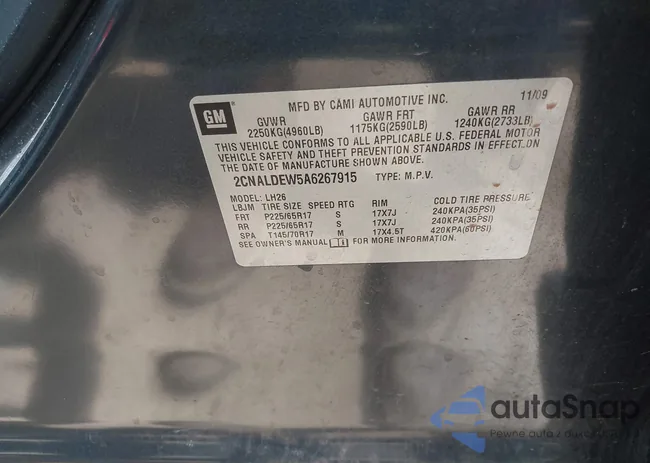 GM
MFD BY CAMI AUTOMOTIVE INC. 11/09
GVWR GAWR FRT GAWR RR
2250KG(4960LB) 1175KG(2590LB) 1240KG(2733LB)
THIS VEHICLE CONFORMS TO ALL APPLICABLE U.S. FEDERAL MOTOR
VEHICLE SAFETY AND THEFT PREVENTION STANDARDS IN EFFECT ON
THE DATE OF MANUFACTURE SHOWN ABOVE.
2CNALDEW5A6267915 TYPE: M.P.V.
MODEL: LH26
LBJM TIRE SIZE SPEED RTG RIM COLD TIRE PRESSURE
FRT P225/65R17 S 17X7J 240KPA(35PSI)
RR P225/65R17 S 17X7J 240KPA(35PSI)
SPA T145/70R17 M 17X4.5T 420KPA(60PSI)
SEE OWNER'S MANUAL FOR MORE INFORMATION.
autaSnap
Pewne auto z aukcji